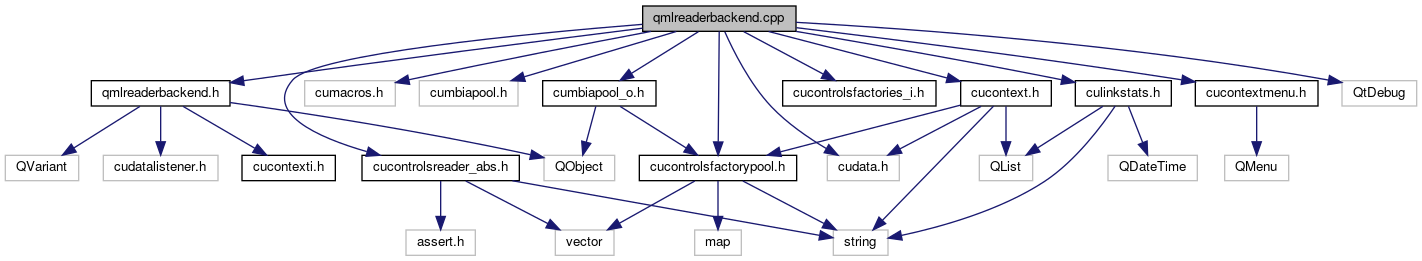 qmlreaderbackend.cpp
qmlreaderbackend.h
cumacros.h
cumbiapool.h
cumbiapool_o.h
cucontrolsfactories_i.h
cucontext.h
culinkstats.h
cucontextmenu.h
QtDebug
QVariant
cudatalistener.h
cucontexti.h
cucontrolsreader_abs.h
QObject
cucontrolsfactorypool.h
cudata.h
QList
QDateTime
QMenu
assert.h
vector
map
string